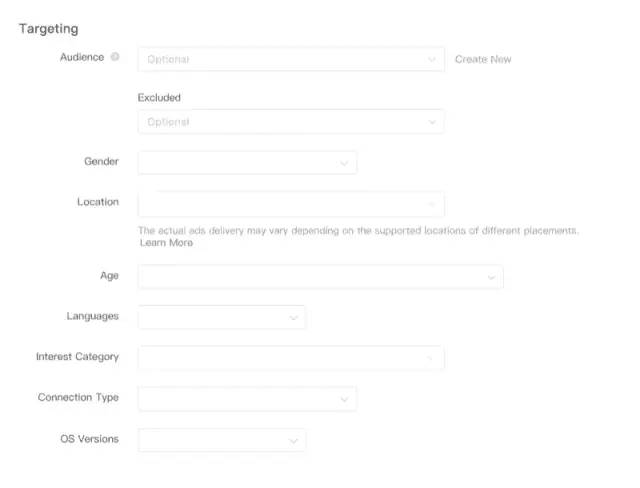 Targeting
Audience ? Optional Create New
Excluded
Optional
Gender
Location
The actual ads delivery may vary depending on the supported locations of different placements.
Learn More
Age
Languages
Interest Category
Connection Type
OS Versions